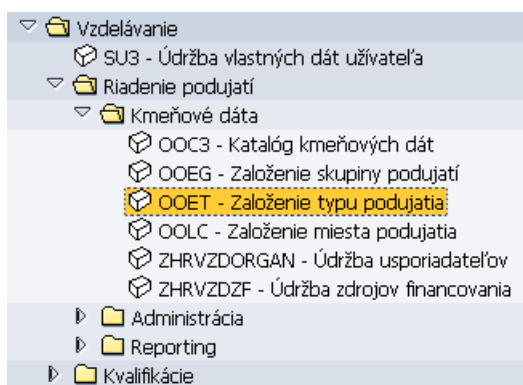 Vzdelávanie
SU3 - Údržba vlastných dát užívateľa
Riadenie podujatí
Kmeňové dáta
OOC3 - Katalóg kmeňových dát
OOEG - Založenie skupiny podujatí
OOET - Založenie typu podujatia
OOLC - Založenie miesta podujatia
ZHRVZDORGAN - Údržba usporiadateľov
ZHRVZDZF - Údržba zdrojov financovania
Administrácia
Reporting
Kvalifikácie